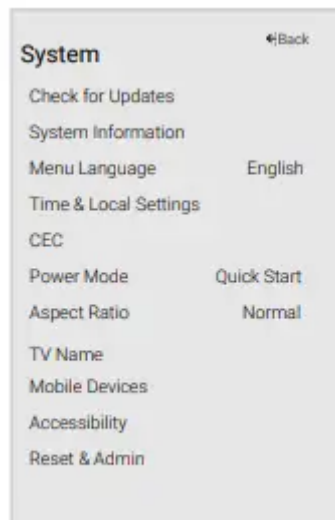 Back
System
Check for Updates
System Information
Menu Language English
Time & Local Settings
CEC
Power Mode Quick Start
Aspect Ratio Normal
TV Name
Mobile Devices
Accessibility
Reset & Admin